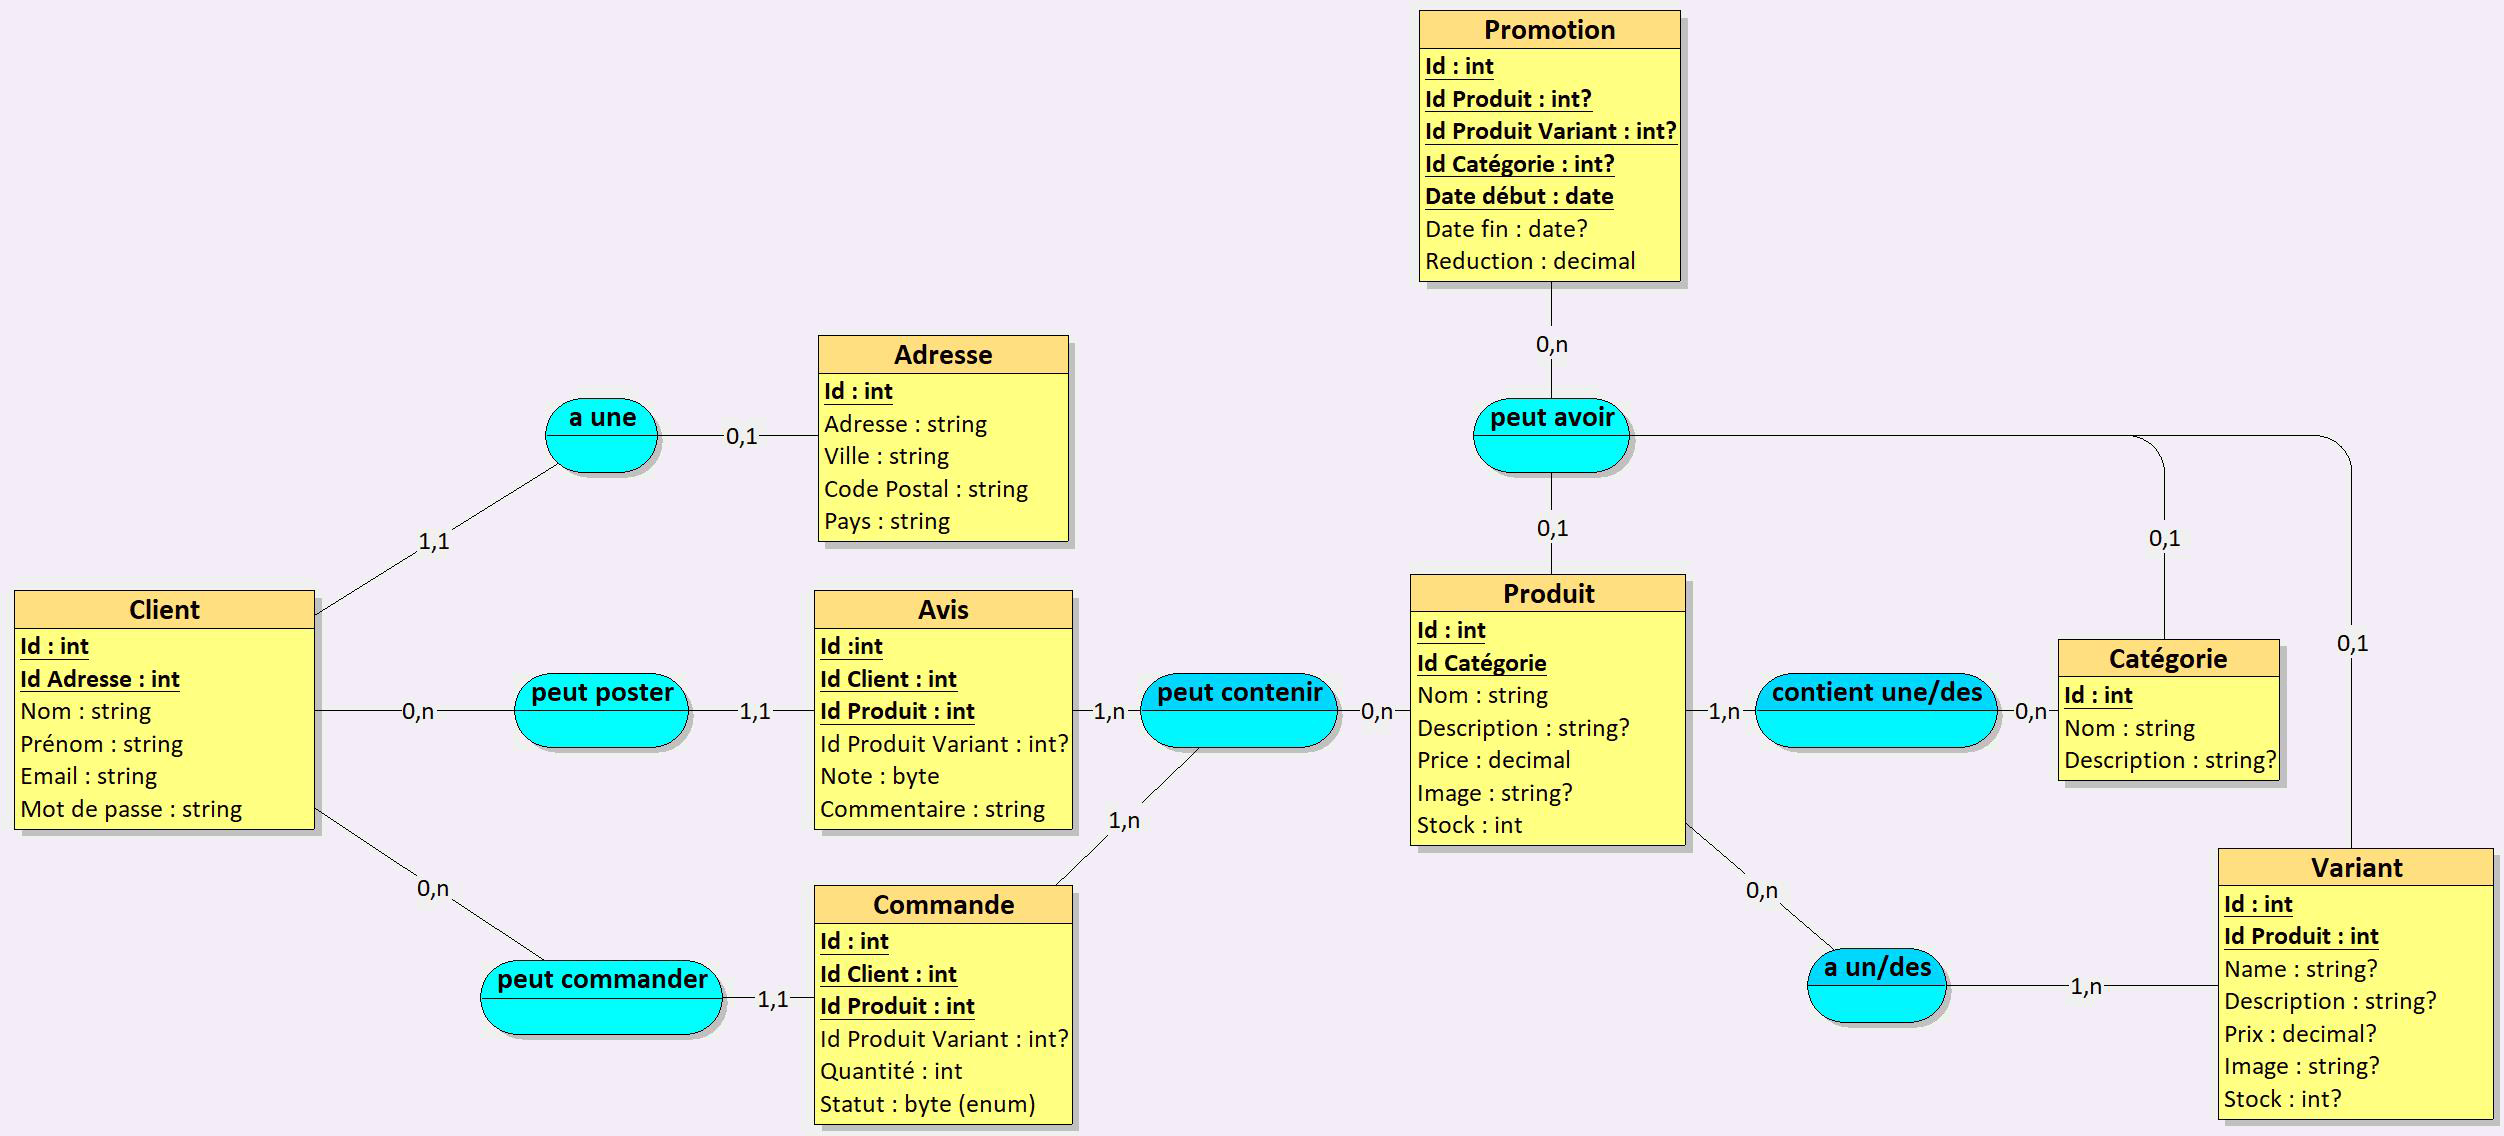 Promotion
Id : int
Id Produit : int?
Id Produit Variant : int?
Id Catégorie : int?
Date début : date
Date fin : date?
Reduction : decimal
0,n
peut avoir
0,1
0,1
0,1
Adresse
Id : int
Adresse : string
Ville : string
Code Postal : string
Pays : string
a une
0,1
1,1
Client
Id : int
Id Adresse : int
Nom : string
Prénom : string
Email : string
Mot de passe : string
0,n
peut poster
1,1
Avis
Id :int
Id Client : int
Id Produit : int
Id Produit Variant : int?
Note : byte
Commentaire : string
1,n
peut contenir
0,n
1,n
Produit
Id : int
Id Catégorie
Nom : string
Description : string?
Price : decimal
Image : string?
Stock : int
1,n
contient une/des
0,n
Catégorie
Id : int
Nom : string
Description : string?
0,n
peut commander
1,1
Commande
Id : int
Id Client : int
Id Produit : int
Id Produit Variant : int?
Quantité : int
Statut : byte (enum)
0,n
a un/des
1,n
Variant
Id : int
Id Produit : int
Name : string?
Description : string?
Prix : decimal?
Image : string?
Stock : int?